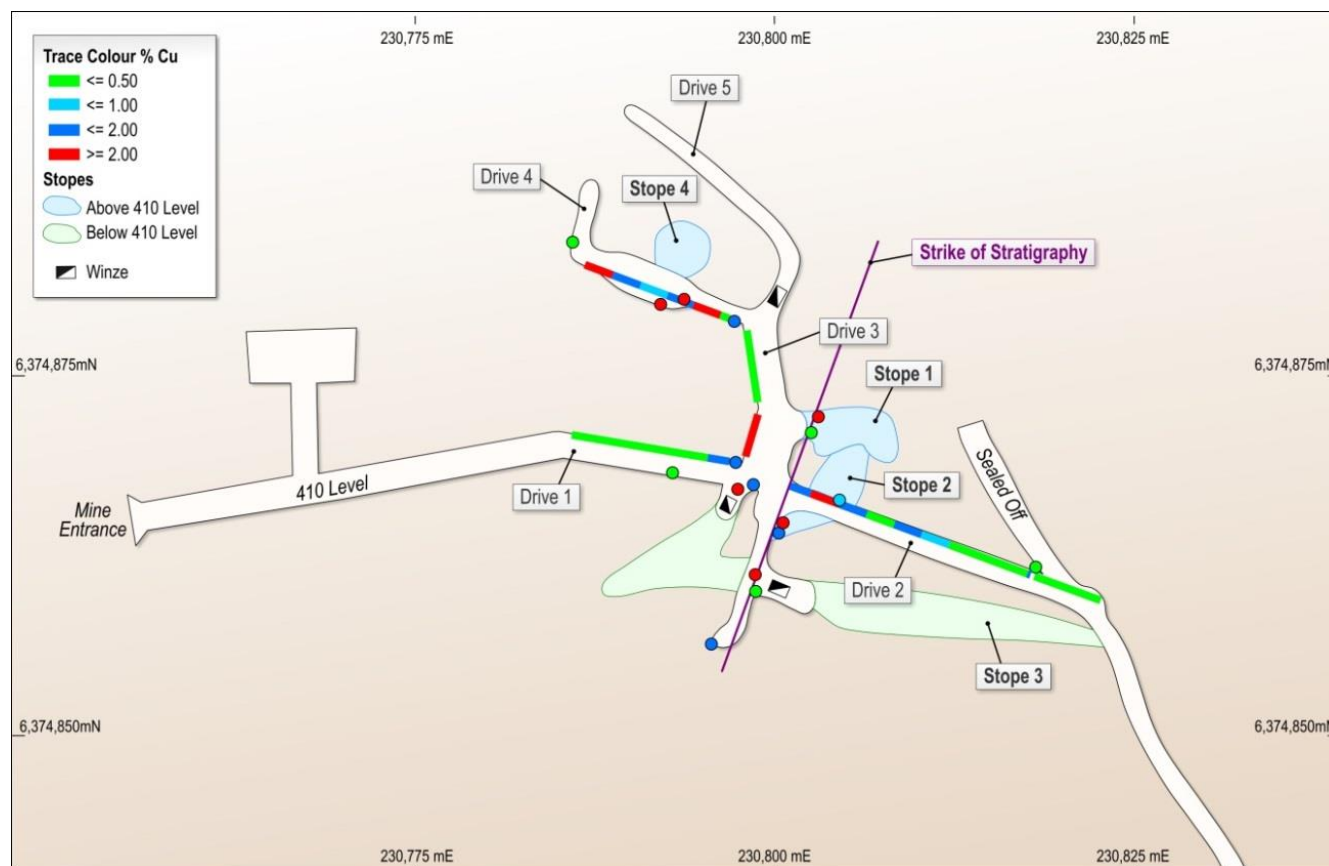 230,775 mE
230,800 mE
230,825 mE
Trace Colour % Cu
<= 0.50
<= 1.00
<= 2.00
>= 2.00
Stopes
Above 410 Level
Below 410 Level
Winze
Drive 5
Drive 4
Stope 4
Strike of Stratigraphy
Drive 3
6,374,875mN
6,374,875mN
Stope 1
Sealed Off
Stope 2
410 Level
Drive 1
Mine
Entrance
Drive 2
Stope 3
6,374,850mN
6,374,850mN
230,775 mE
230,800 mE
230,825 mE